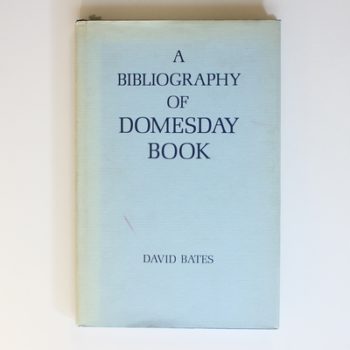 A
BIBLIOGRAPHY
OF
DOMESDAY
BOOK
DAVID BATES